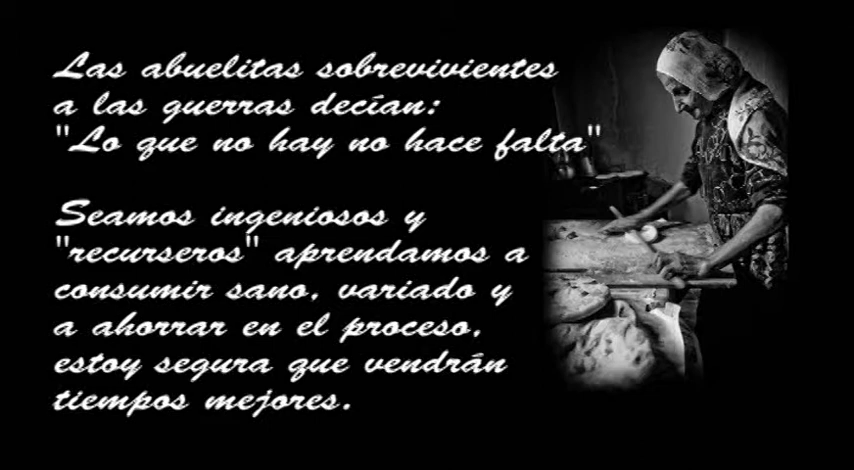 Las abuelitas sobrevivientes
a las guerras decían:
"Lo que no hay no hace falta"
Seamos ingeniosos y
"recurseros" aprendamos a
consumir sano, variado y
a ahorrar en el proceso,
estoy segura que vendrán
tiempos mejores.